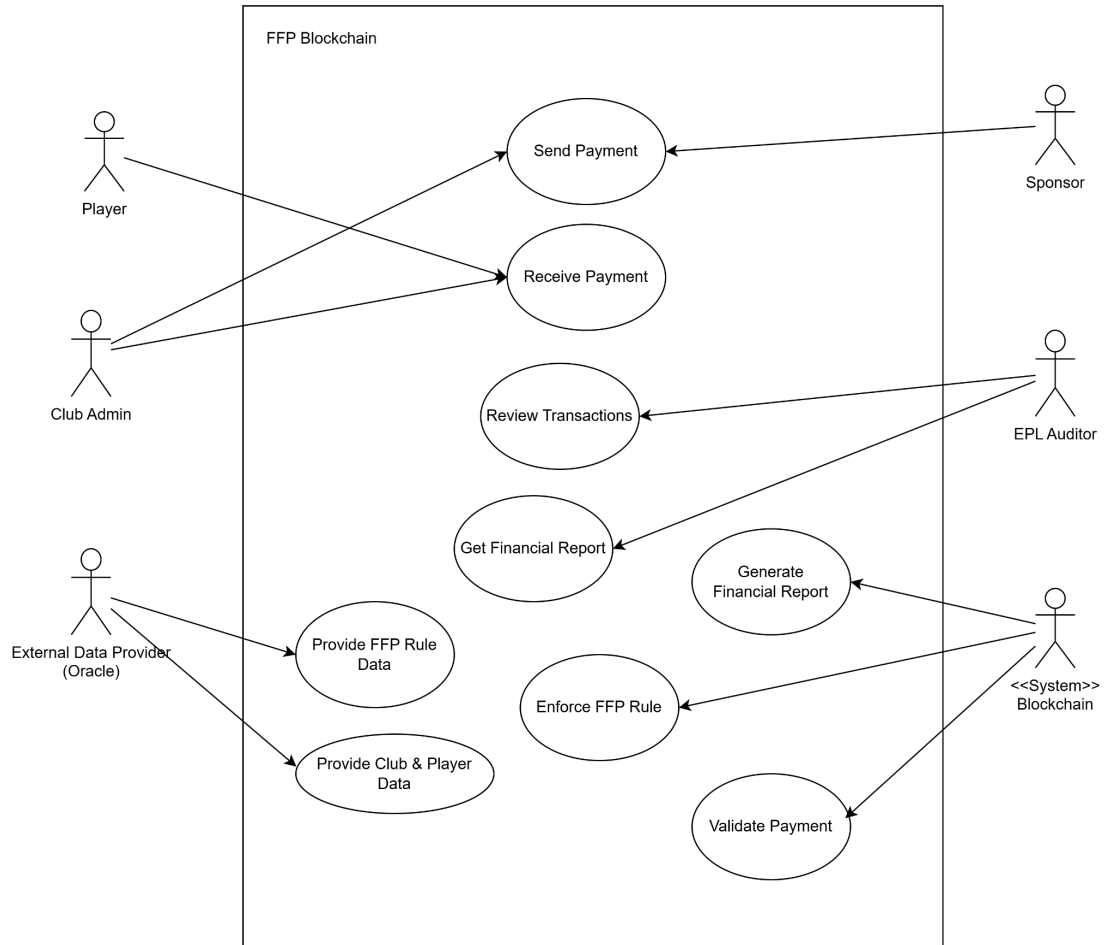 FFP Blockchain
Send Payment
Player
Sponsor
Receive Payment
Club Admin
Review Transactions
EPL Auditor
Get Financial Report
Generate
Financial Report
External Data Provider
(Oracle)
Provide FFP Rule
Data
<<System>>
Blockchain
Enforce FFP Rule
Provide Club & Player
Data
Validate Payment